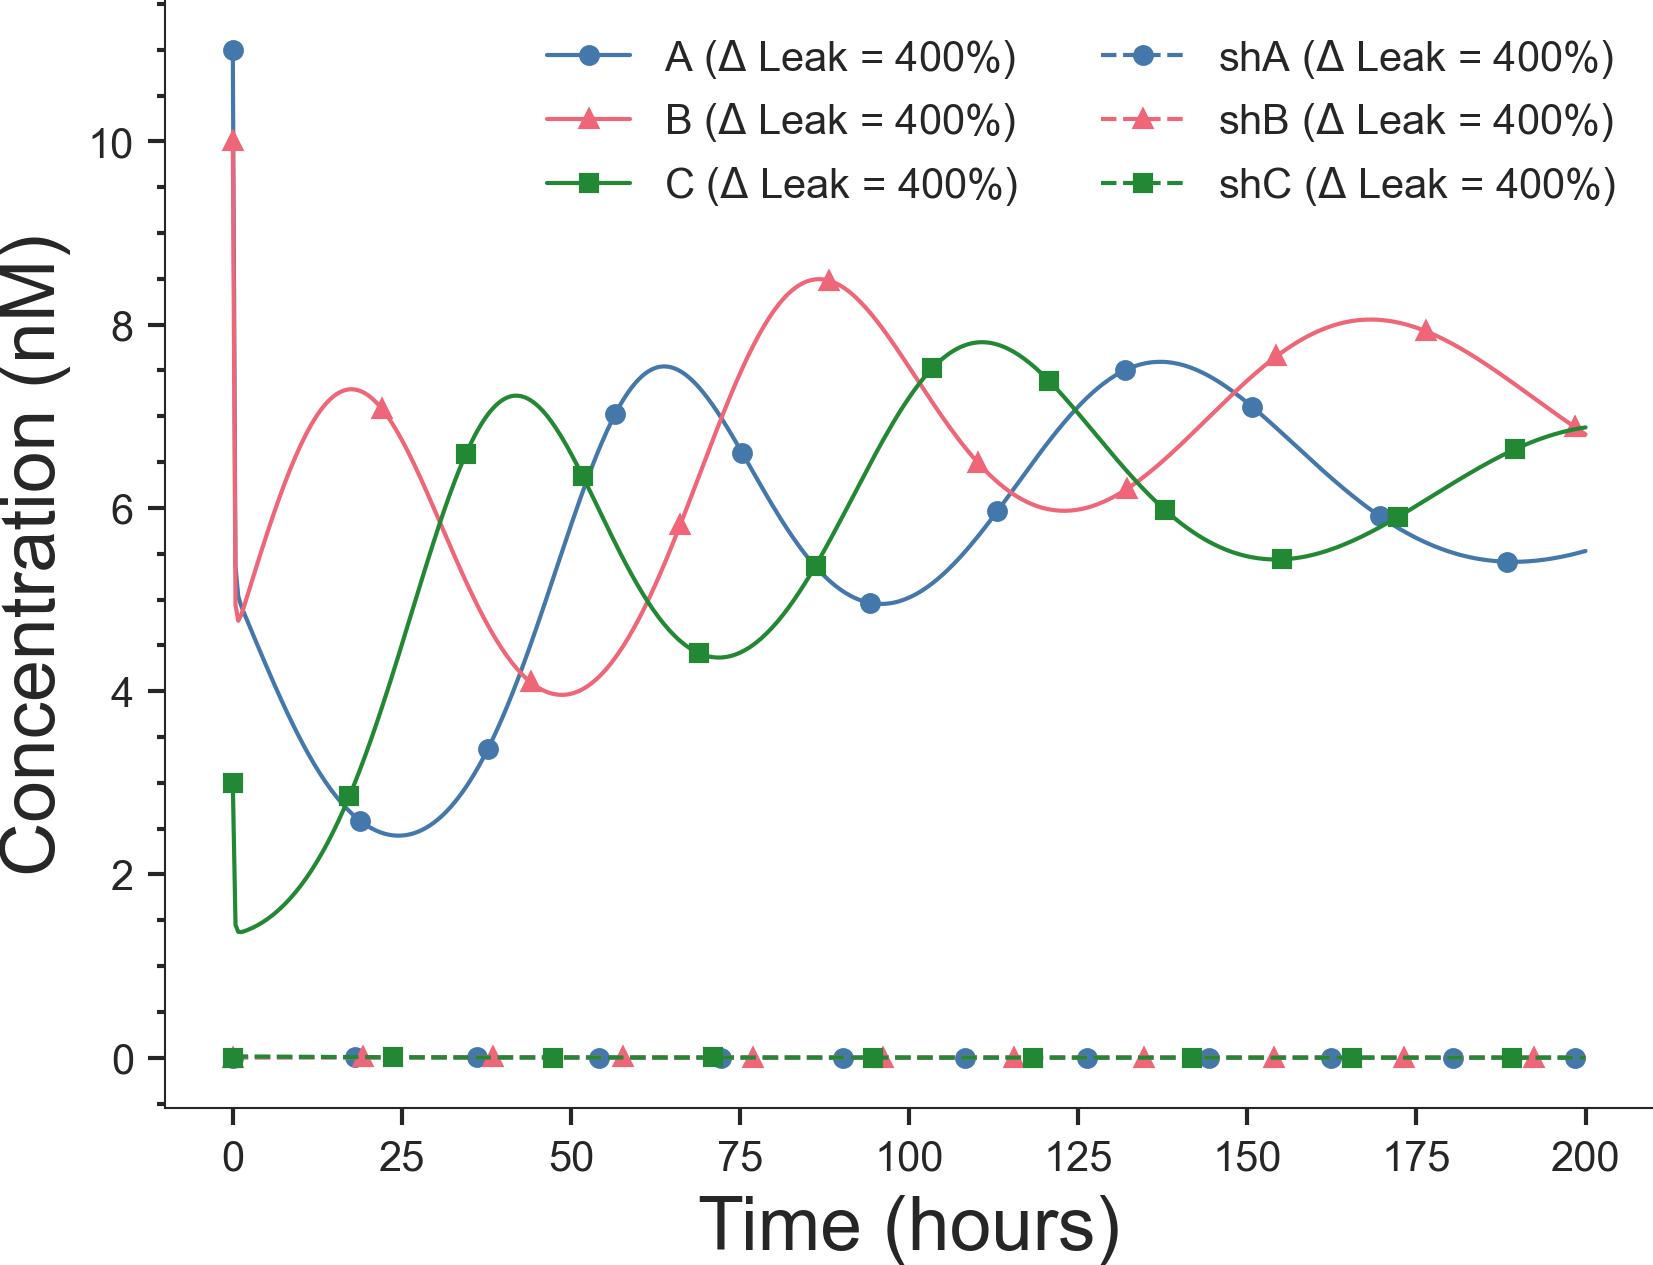 A (Δ Leak = 400%)
B (Δ Leak = 400%)
C (Δ Leak = 400%)
shA (Δ Leak = 400%)
shB (Δ Leak = 400%)
shC (Δ Leak = 400%)
Concentration (nM)
10
8
6
4
2
0
0 25 50 75 100 125 150 175 200
Time (hours)